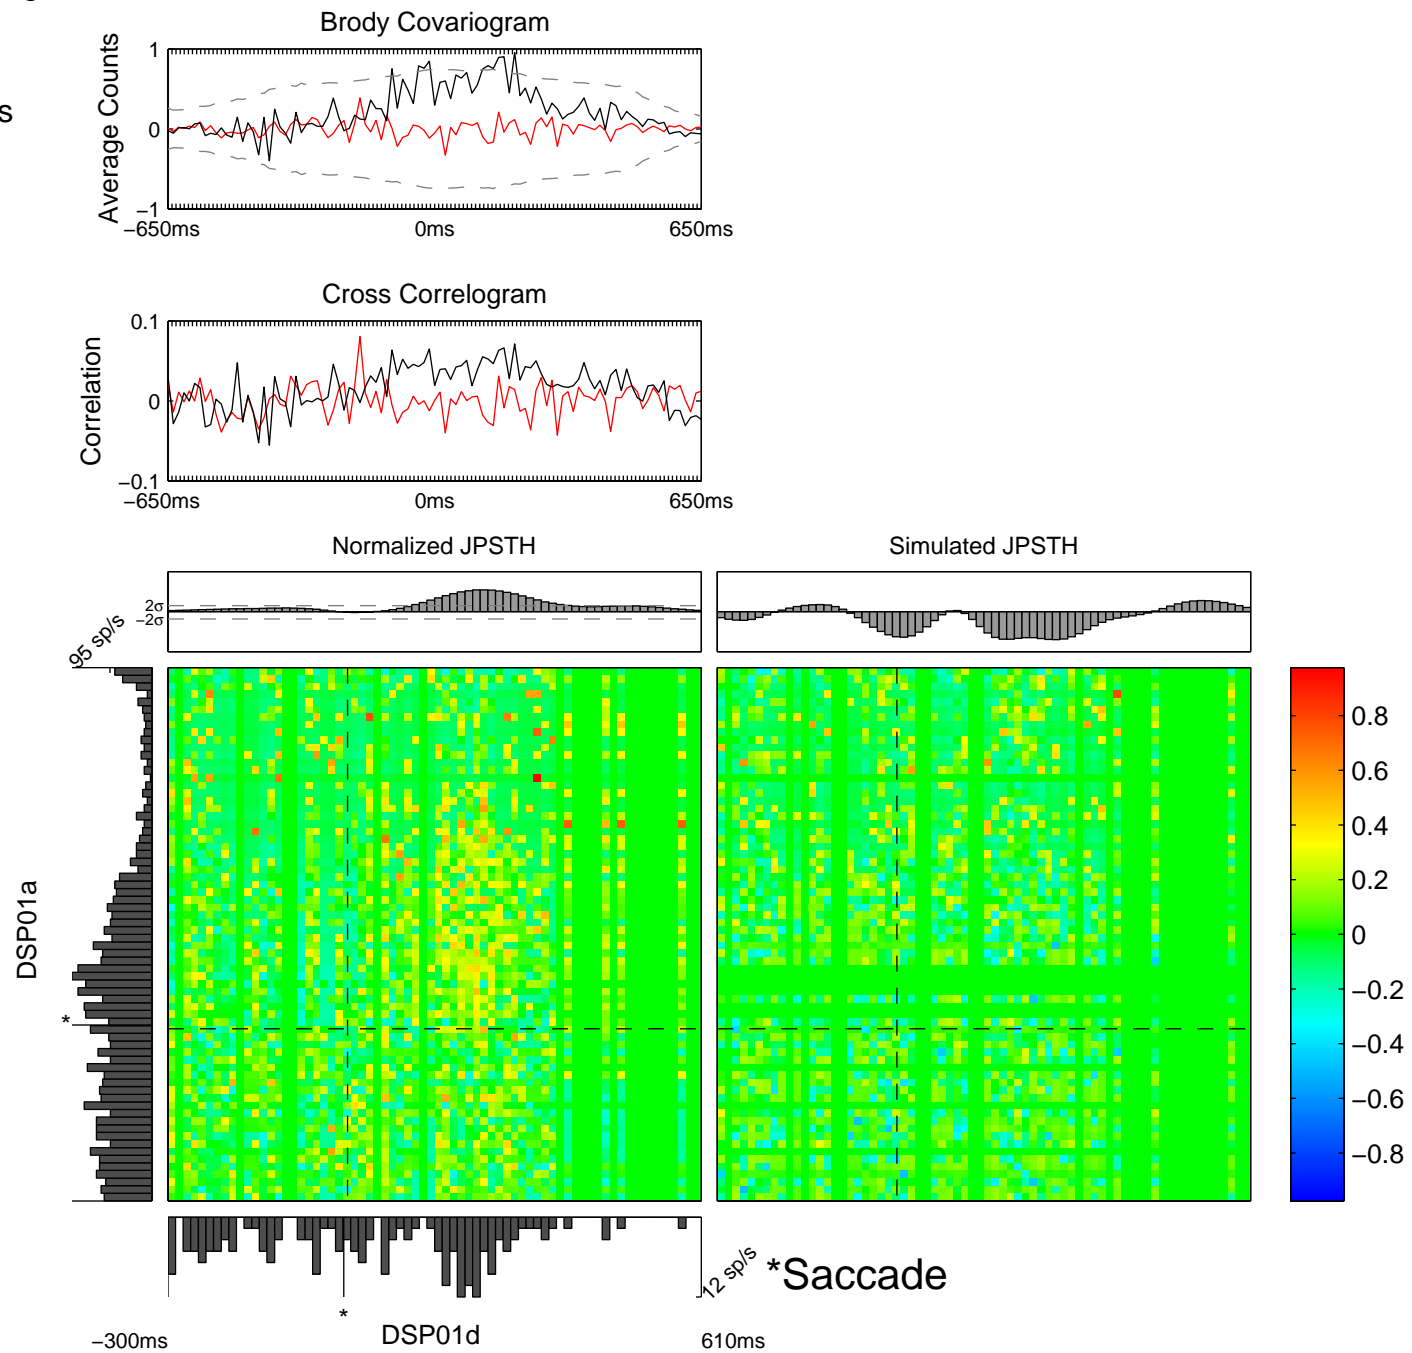 Brody Covariogram
Average Counts
1
0
−1
−650ms
0ms
650ms
s
Cross Correlogram
Correlation
0.1
0
−0.1
−650ms
0ms
650ms
Normalized JPSTH
Simulated JPSTH
2σ
−2σ
95 sp/s
DSP01a
*
0.8
0.6
0.4
0.2
0
−0.2
−0.4
−0.6
−0.8
12 sp/s
*Saccade
*
DSP01d
−300ms
610ms